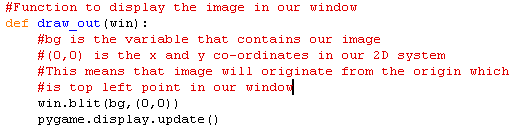 #Function to display the image in our window
def draw_out(win):
    #bg is the variable that contains our image
    #(0,0) is the x and y co-ordinates in our 2D system
    #This means that image will originate from the origin which
    #is top left point in our window
    win.blit(bg,(0,0))
    pygame.display.update()